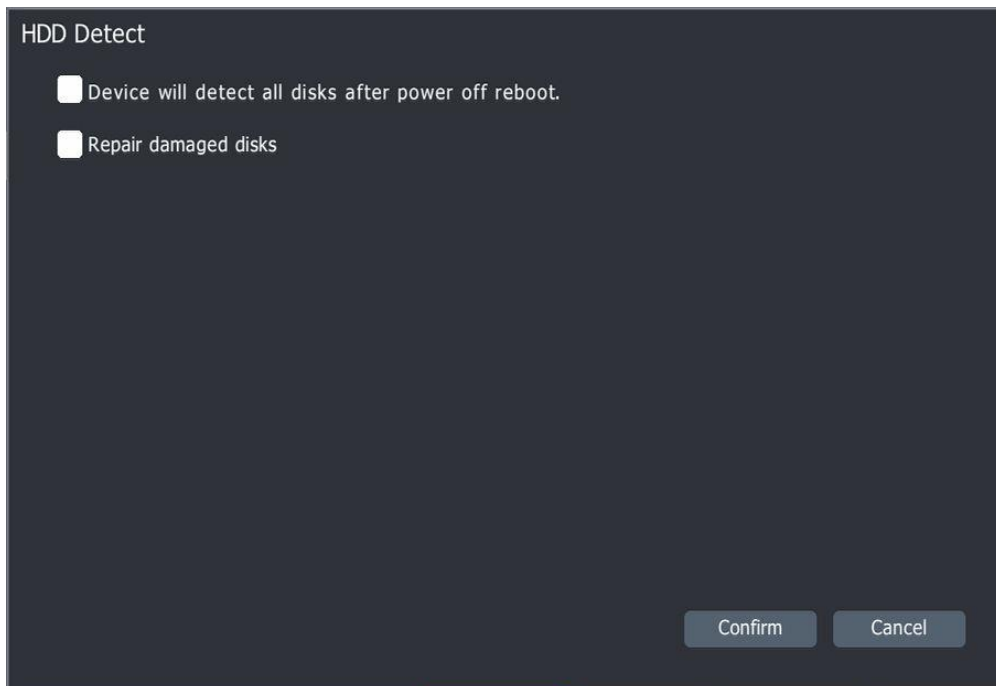 HDD Detect
Device will detect all disks after power off reboot.
Repair damaged disks
Confirm Cancel